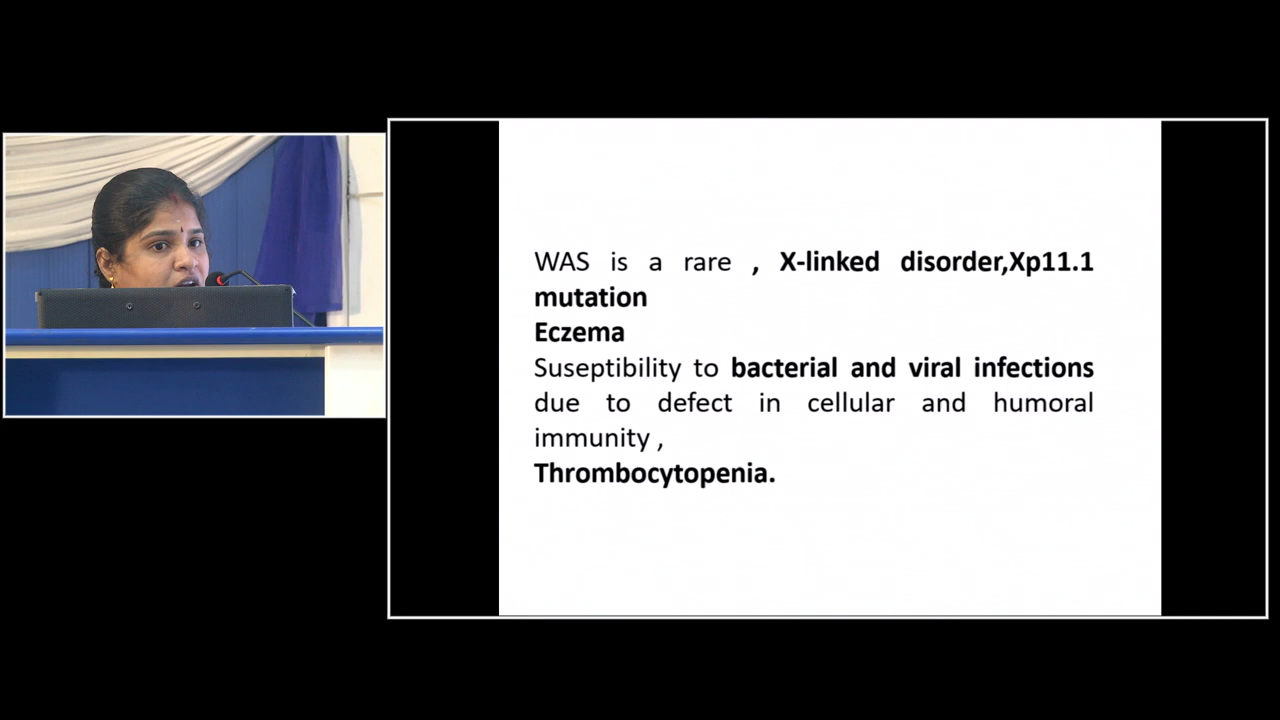 WAS is a rare , X-linked disorder,Xp11.1
mutation
Eczema
Suseptibility to bacterial and viral infections
due to defect in cellular and humoral
immunity ,
Thrombocytopenia.